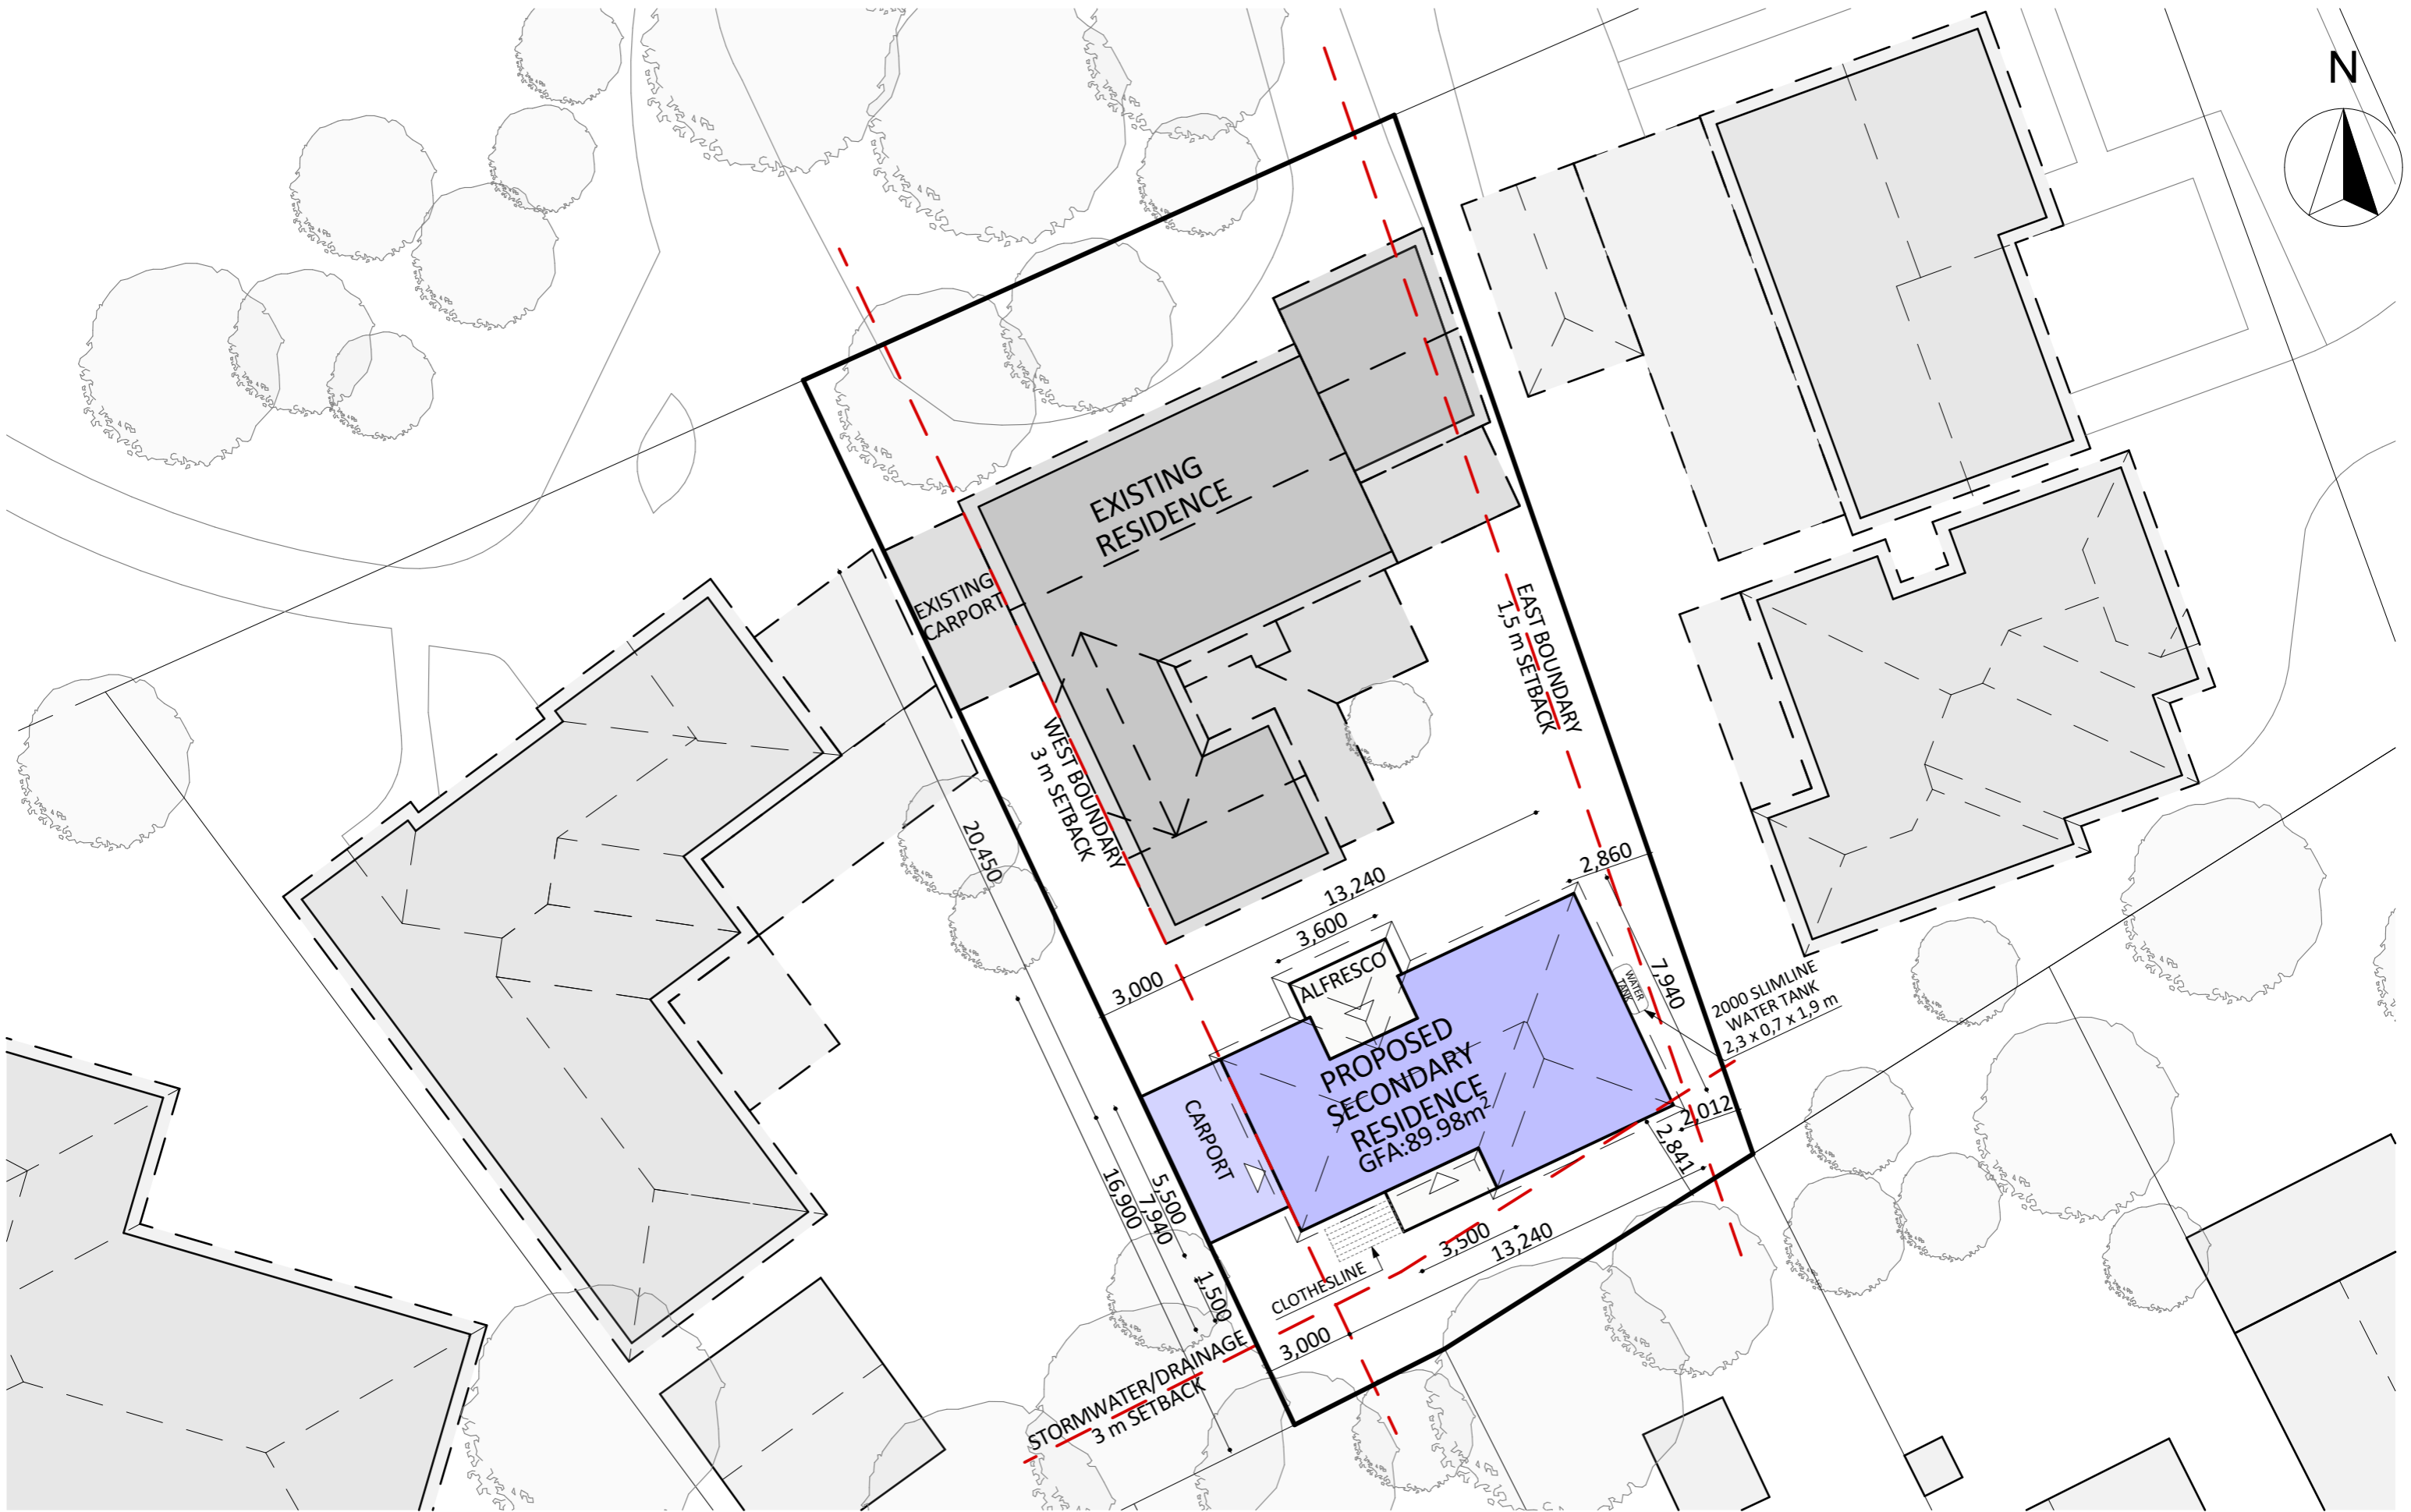 N
EXISTING
RESIDENCE
EXISTING
CARPORT
EAST BOUNDARY
1,5 m SETBACK
WEST BOUNDARY
3 m SETBACK
20,450
13,240
2,860
3,600
3,000
ALFRESCO
WATER
TANK
7,940
2000 SLIMLINE
WATER TANK
2,3 x 0,7 x 1,9 m
PROPOSED
SECONDARY
RESIDENCE
GFA:89.98m²
CARPORT
2,012
2,841
16,900
7,940
5,500
1,500
3,500
13,240
CLOTHESLINE
3,000
STORMWATER/DRAINAGE
3 m SETBACK